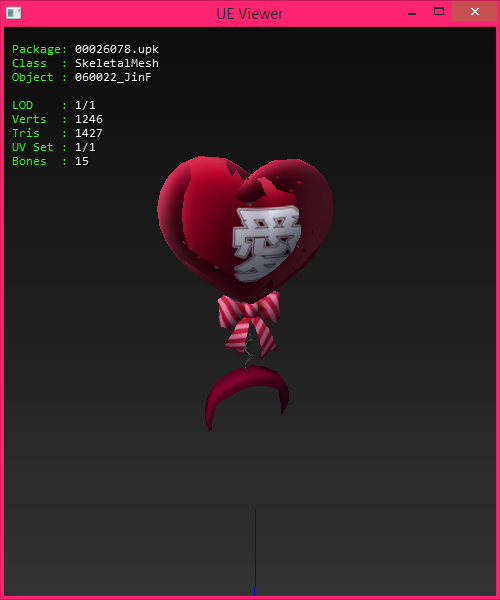 UE Viewer
Package: 00026078.upk
Class : SkeletalMesh
Object : 060022_JinF
LOD : 1/1
Verts : 1246
Tris : 1427
UV Set : 1/1
Bones : 15
愛